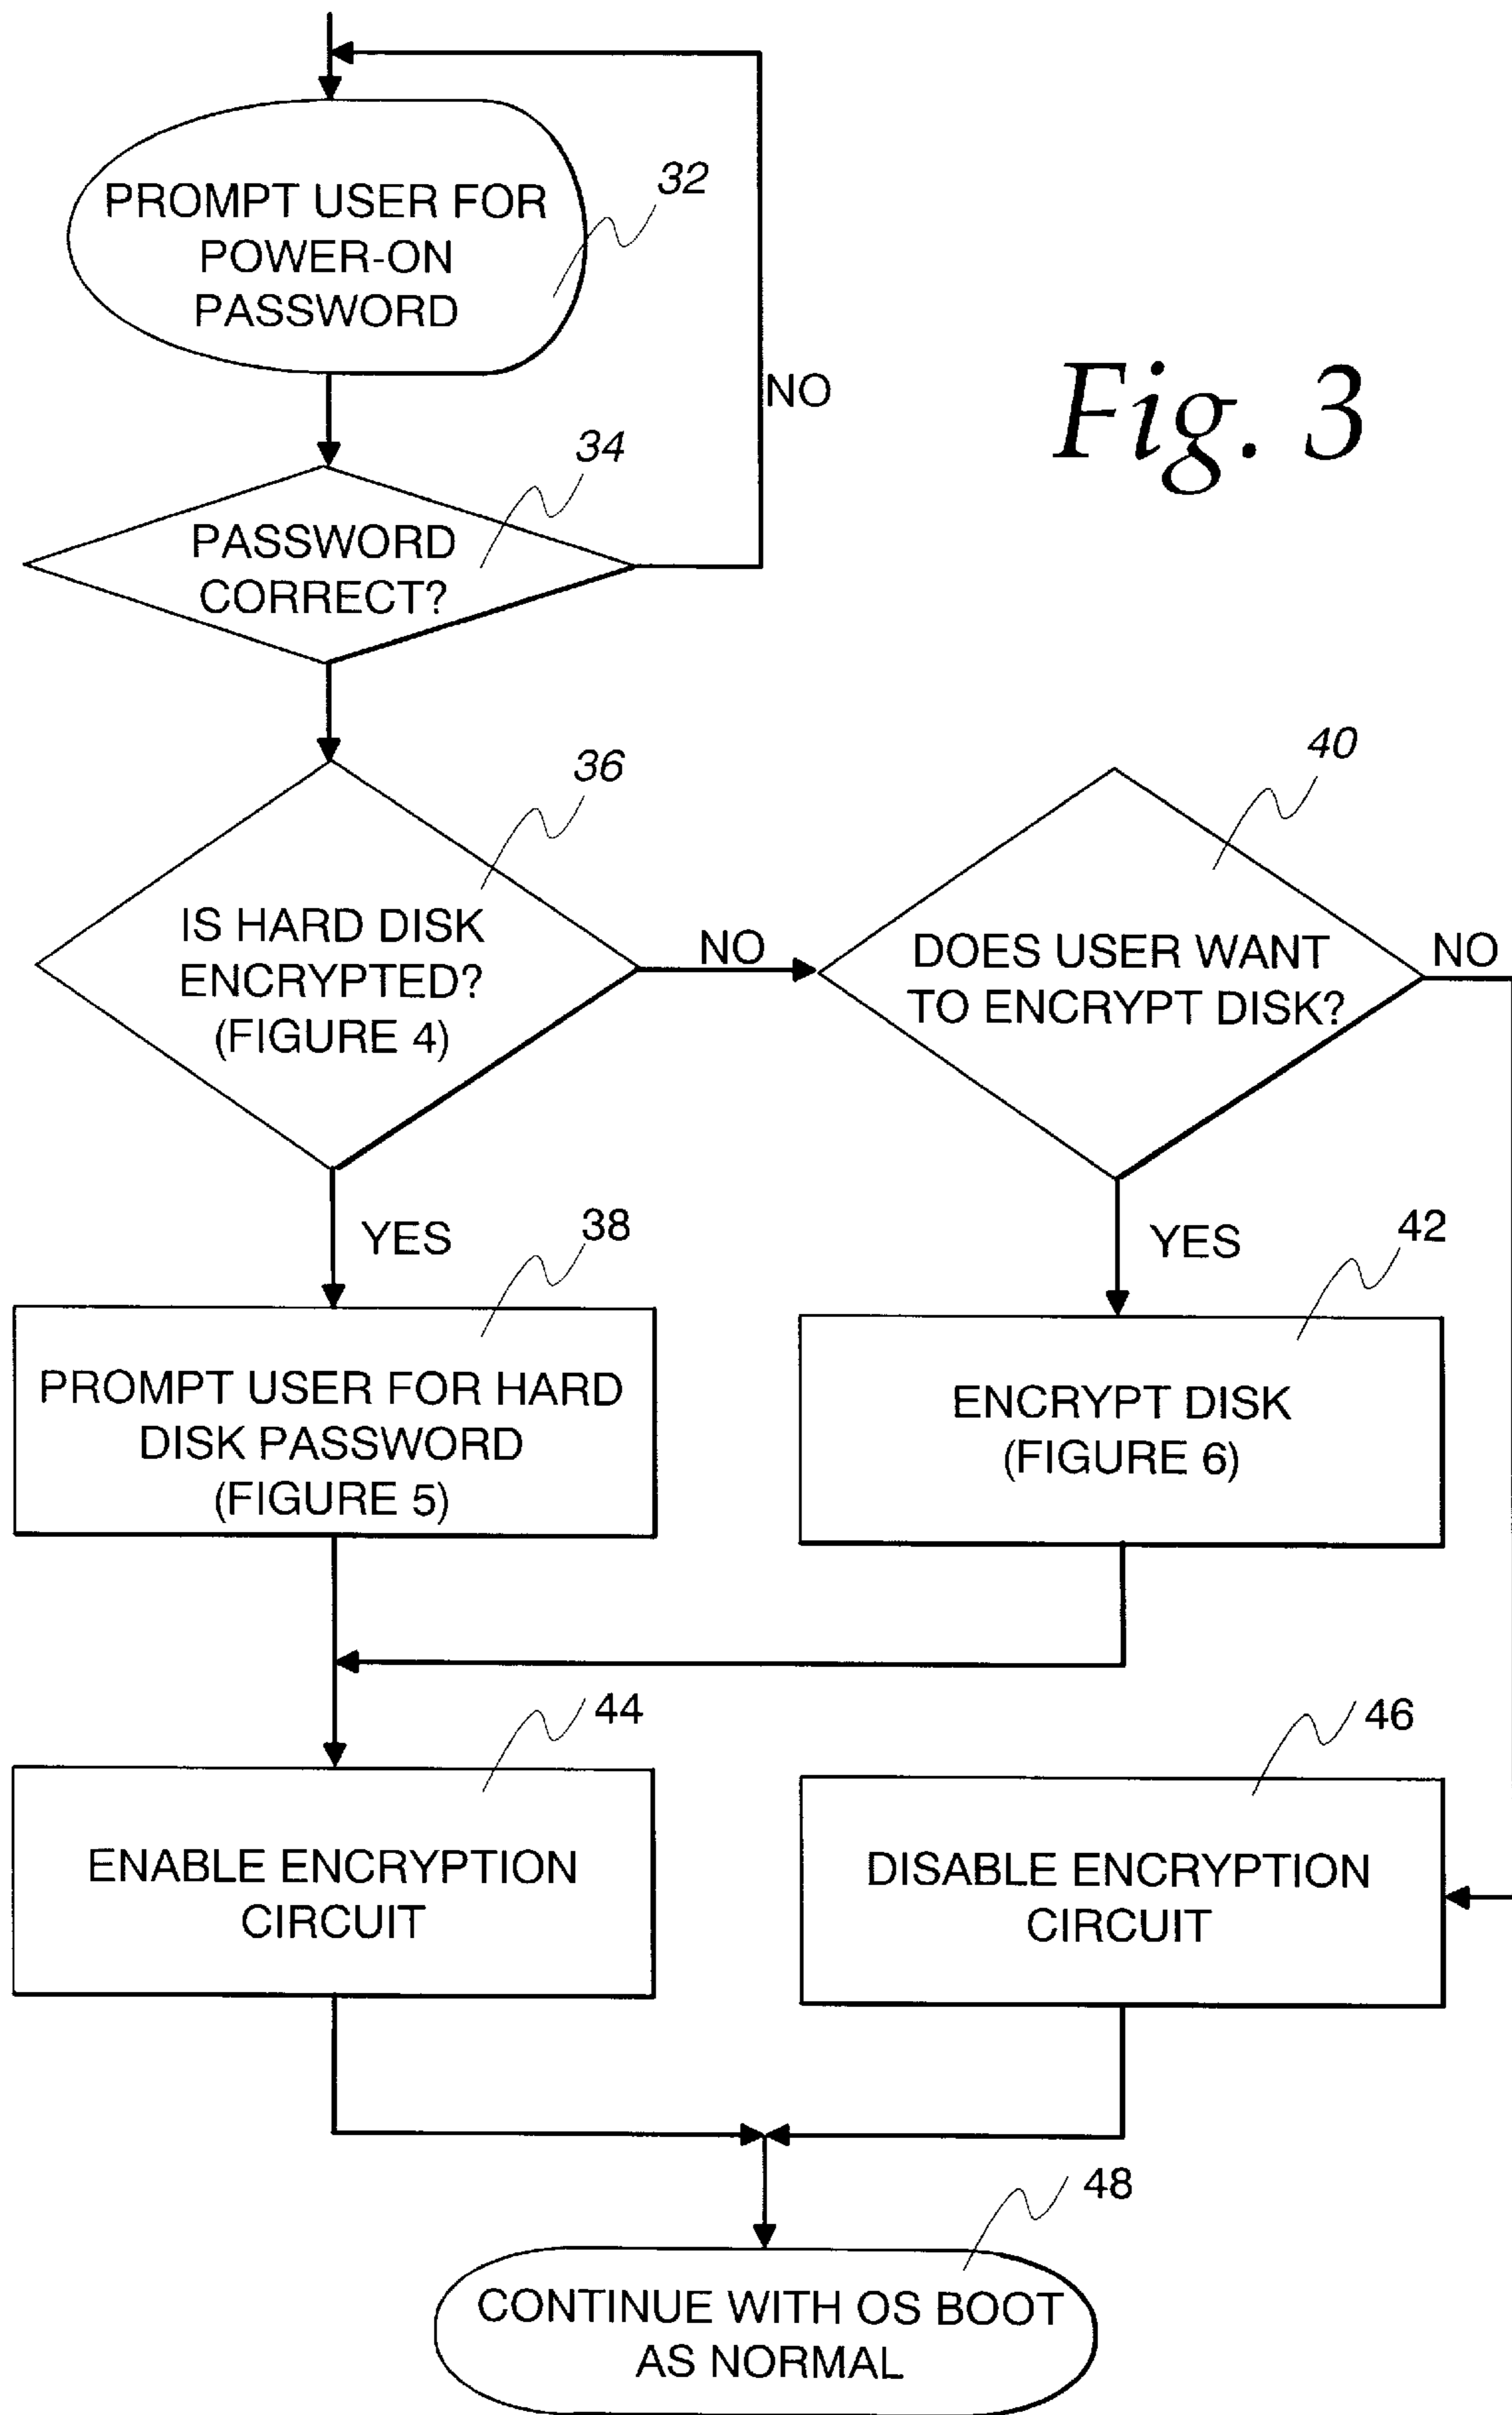 PROMPT USER FOR
POWER-ON
PASSWORD
32
NO
Fig. 3
34
PASSWORD
CORRECT?
36
IS HARD DISK
ENCRYPTED?
(FIGURE 4)
NO
40
DOES USER WANT
TO ENCRYPT DISK?
NO
YES
38
PROMPT USER FOR HARD
DISK PASSWORD
(FIGURE 5)
YES
42
ENCRYPT DISK
(FIGURE 6)
44
ENABLE ENCRYPTION
CIRCUIT
46
DISABLE ENCRYPTION
CIRCUIT
48
CONTINUE WITH OS BOOT
AS NORMAL